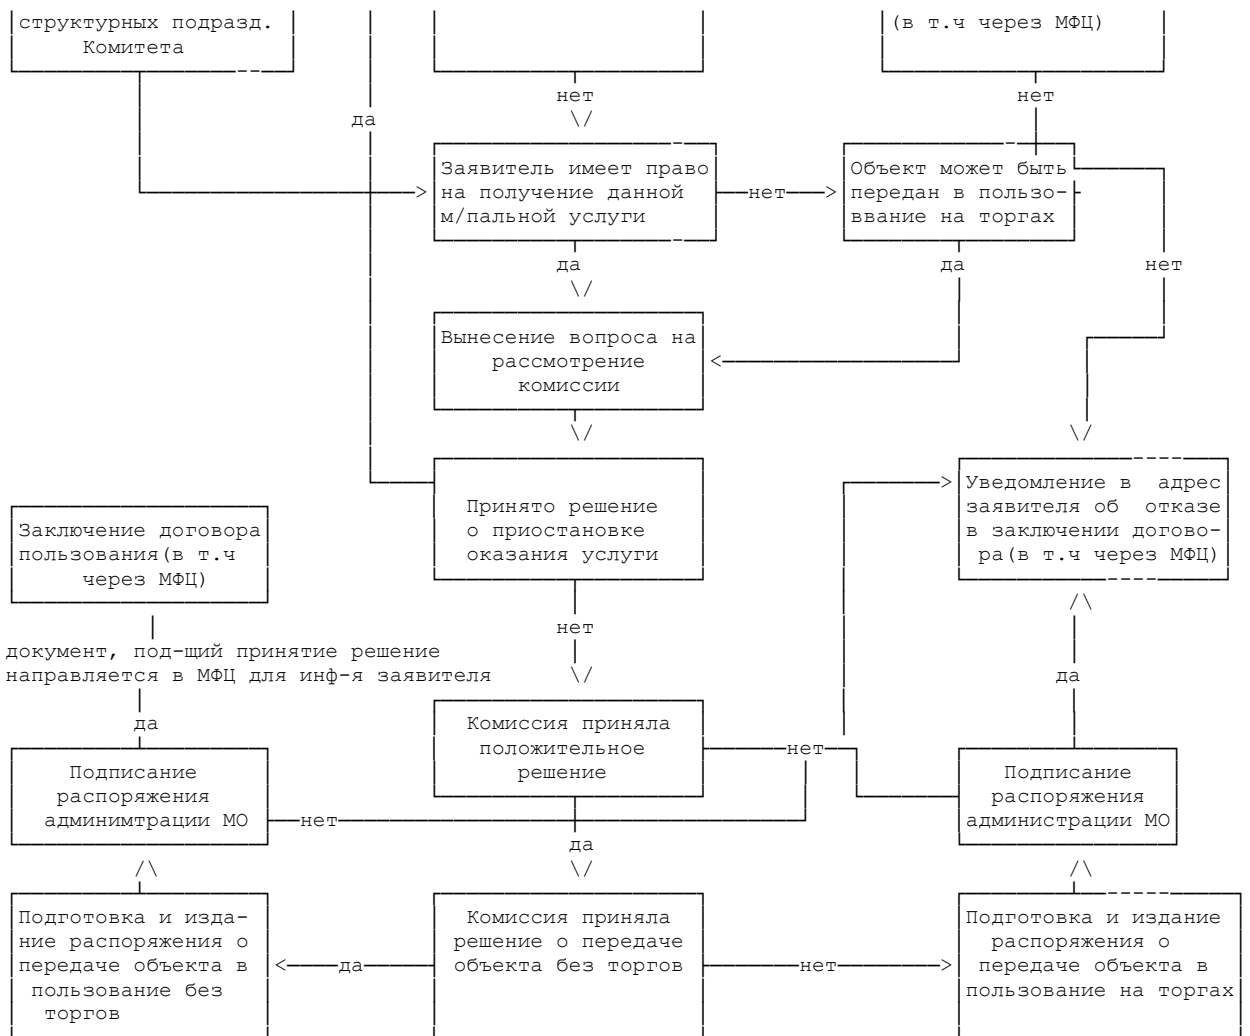 структурных подразд.
Комитета
(в т.ч через МФЦ)
нет
нет
да
\/
Заявитель имеет право
на получение данной
м/пальной услуги
нет
Объект может быть
передан в пользо-
ввание на торгах
да
да
нет
\/
Вынесение вопроса на
рассмотрение
комиссии
\/
\/
Принято решение
о приостановке
оказания услуги
Уведомление в адрес
заявителя об отказе
в заключении догово-
ра(в т.ч через МФЦ)
Заключение договора
пользования(в т.ч
через МФЦ)
/\
нет
документ, под-щий принятие решение
направляется в МФЦ для инф-я заявителя
\/
да
да
Комиссия приняла
положительное
решение
нет
Подписание
распоряжения
админимтрации МО
нет
Подписание
распоряжения
администрации МО
да
/\
\/
/\
Подготовка и изда-
ние распоряжения о
передаче объекта в
пользование без
торгов
да
Комиссия приняла
решение о передаче
объекта без торгов
нет
Подготовка и издание
распоряжения о
передаче объекта в
пользование на торгах